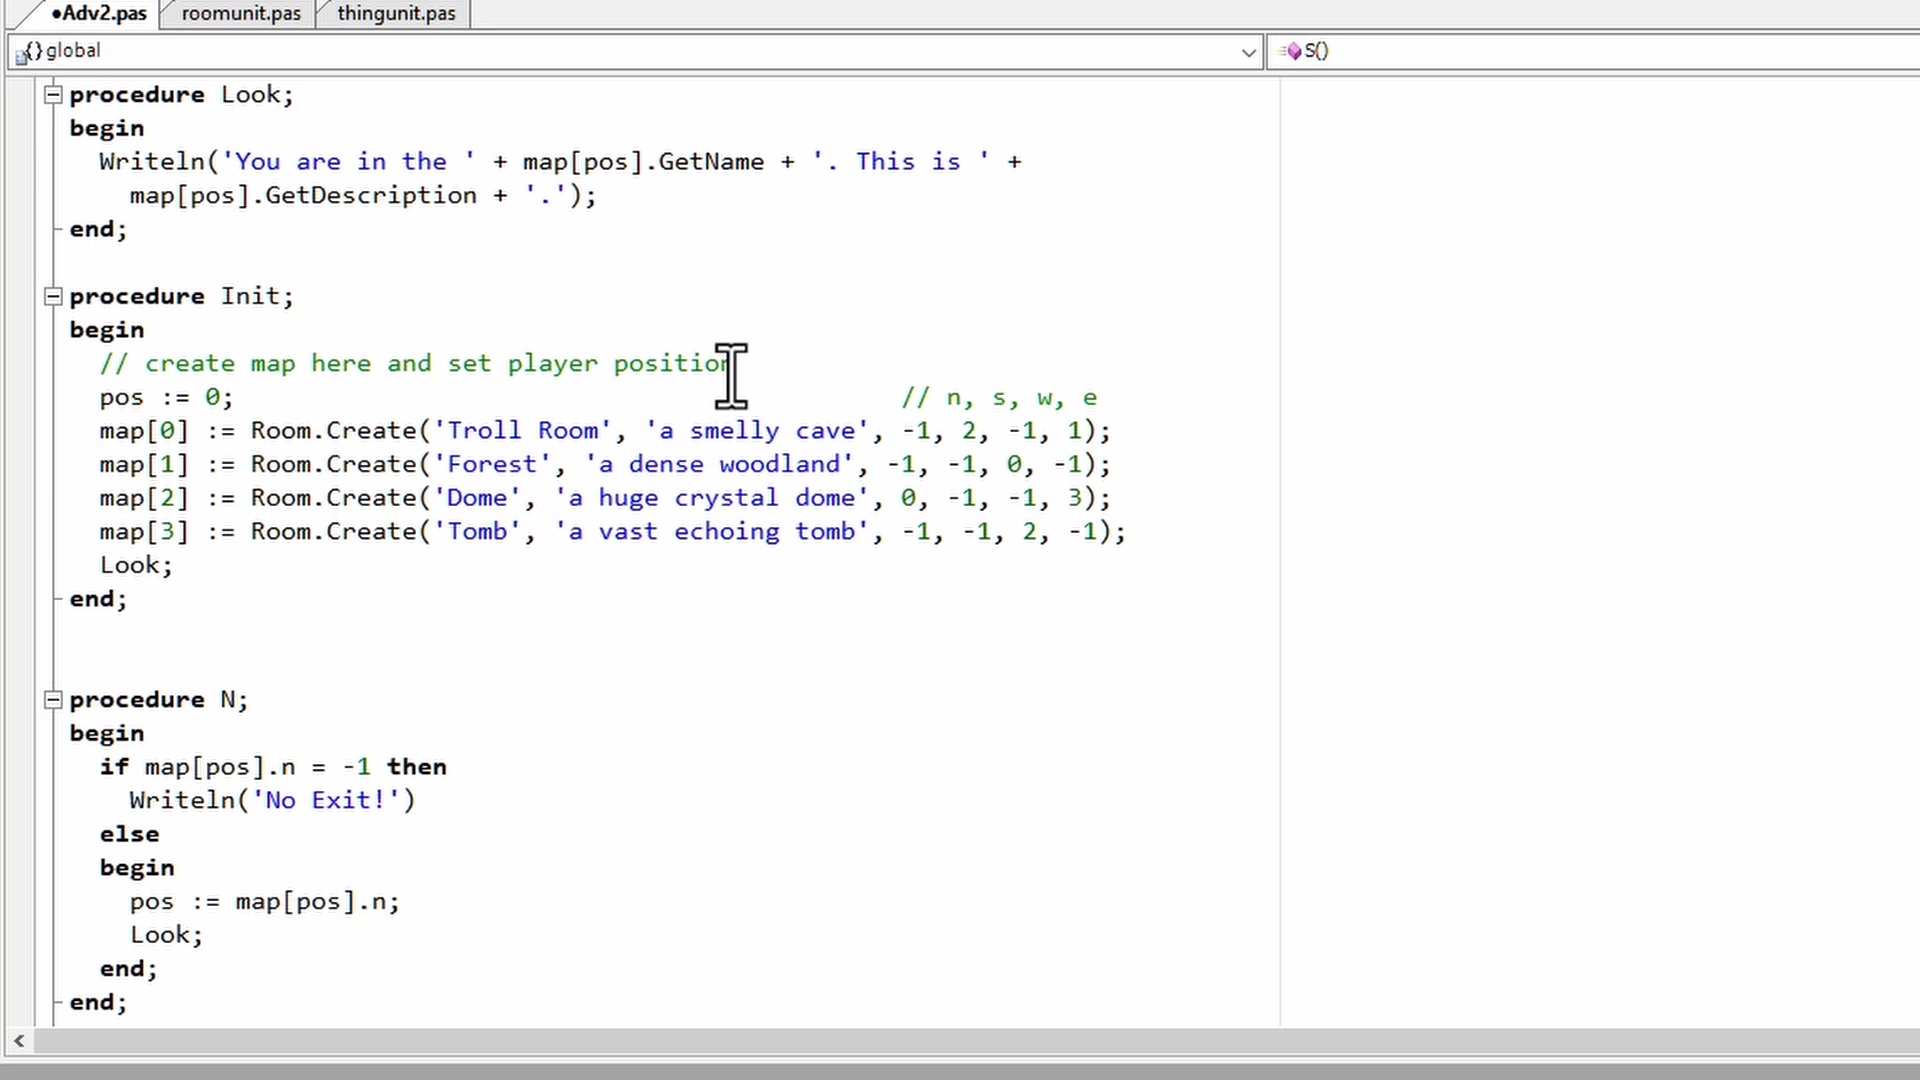 •Adv2.pas roomunit.pas thingunit.pas
{} global S()
procedure Look;
begin
  Writeln('You are in the ' + map[pos].GetName + '. This is ' +
    map[pos].GetDescription + '.');
end;
procedure Init;
begin
  // create map here and set player position
  pos := 0; // n, s, w, e
  map[0] := Room.Create('Troll Room', 'a smelly cave', -1, 2, -1, 1);
  map[1] := Room.Create('Forest', 'a dense woodland', -1, -1, 0, -1);
  map[2] := Room.Create('Dome', 'a huge crystal dome', 0, -1, -1, 3);
  map[3] := Room.Create('Tomb', 'a vast echoing tomb', -1, -1, 2, -1);
  Look;
end;
procedure N;
begin
  if map[pos].n = -1 then
    Writeln('No Exit!')
  else
  begin
    pos := map[pos].n;
    Look;
  end;
end;